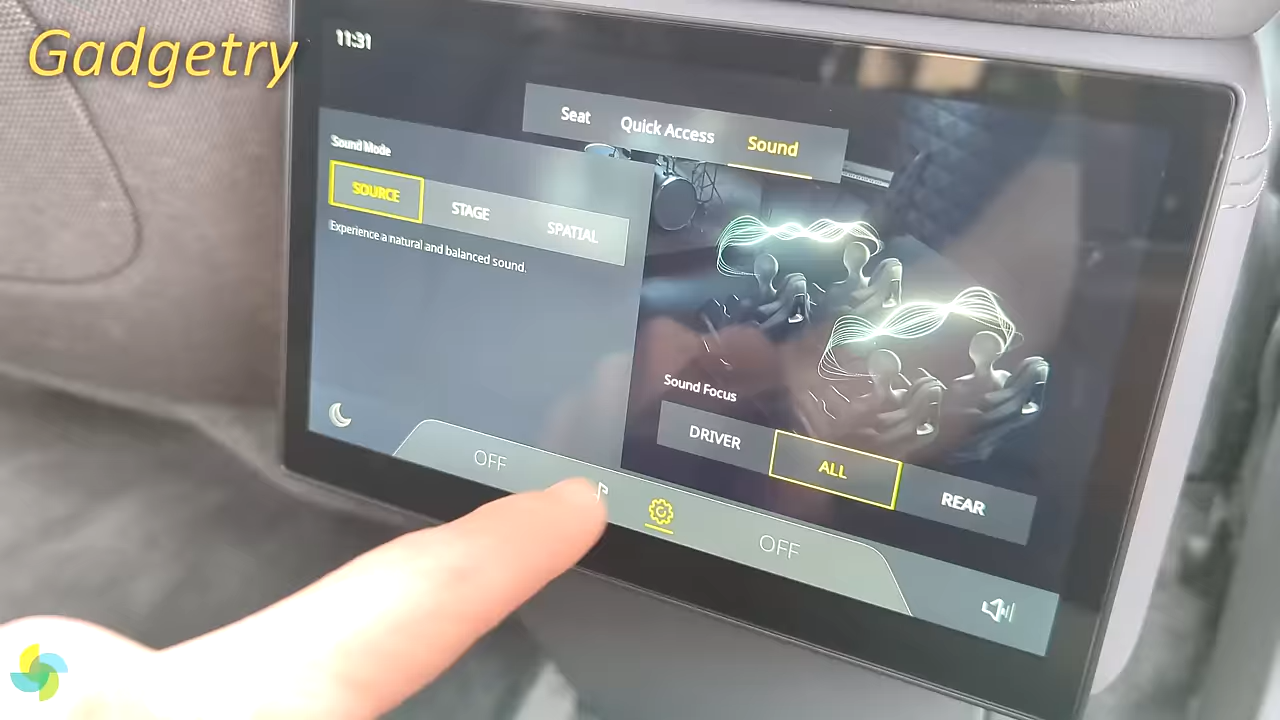 Gadgetry
11:31
Seat Quick Access Sound
Sound Mode
SOURCE STAGE SPATIAL
Experience a natural and balanced sound.
Sound Focus
DRIVER ALL REAR
OFF OFF